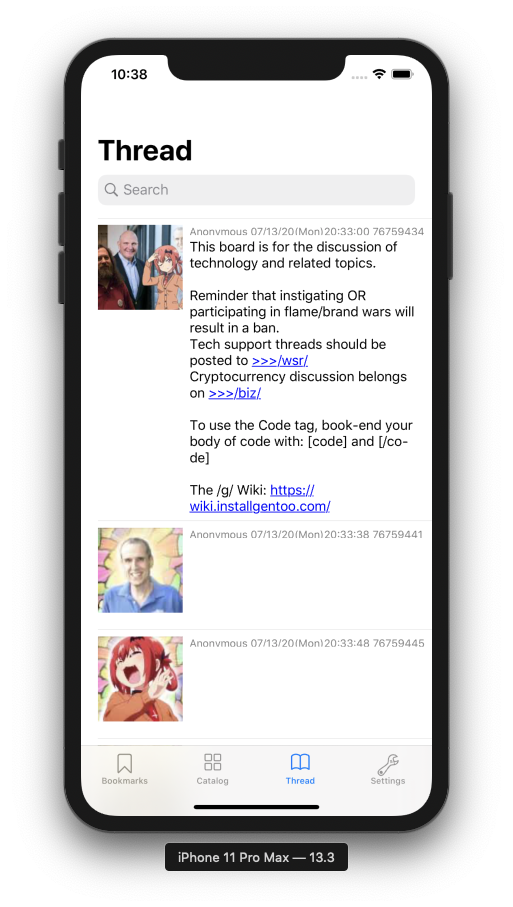 10:38
Thread
Search
Anonymous 07/13/20(Mon)20:33:00 76759434
This board is for the discussion of
technology and related topics.
Reminder that instigating OR
participating in flame/brand wars will
result in a ban.
Tech support threads should be
posted to >>>/wsr/
Cryptocurrency discussion belongs
on >>>/biz/
To use the Code tag, book-end your
body of code with: [code] and [/co-
de]
The /g/ Wiki: https://
wiki.installgentoo.com/
Anonymous 07/13/20(Mon)20:33:38 76759441
Anonymous 07/13/20(Mon)20:33:48 76759445
Bookmarks
Catalog
Thread
Settings
iPhone 11 Pro Max — 13.3